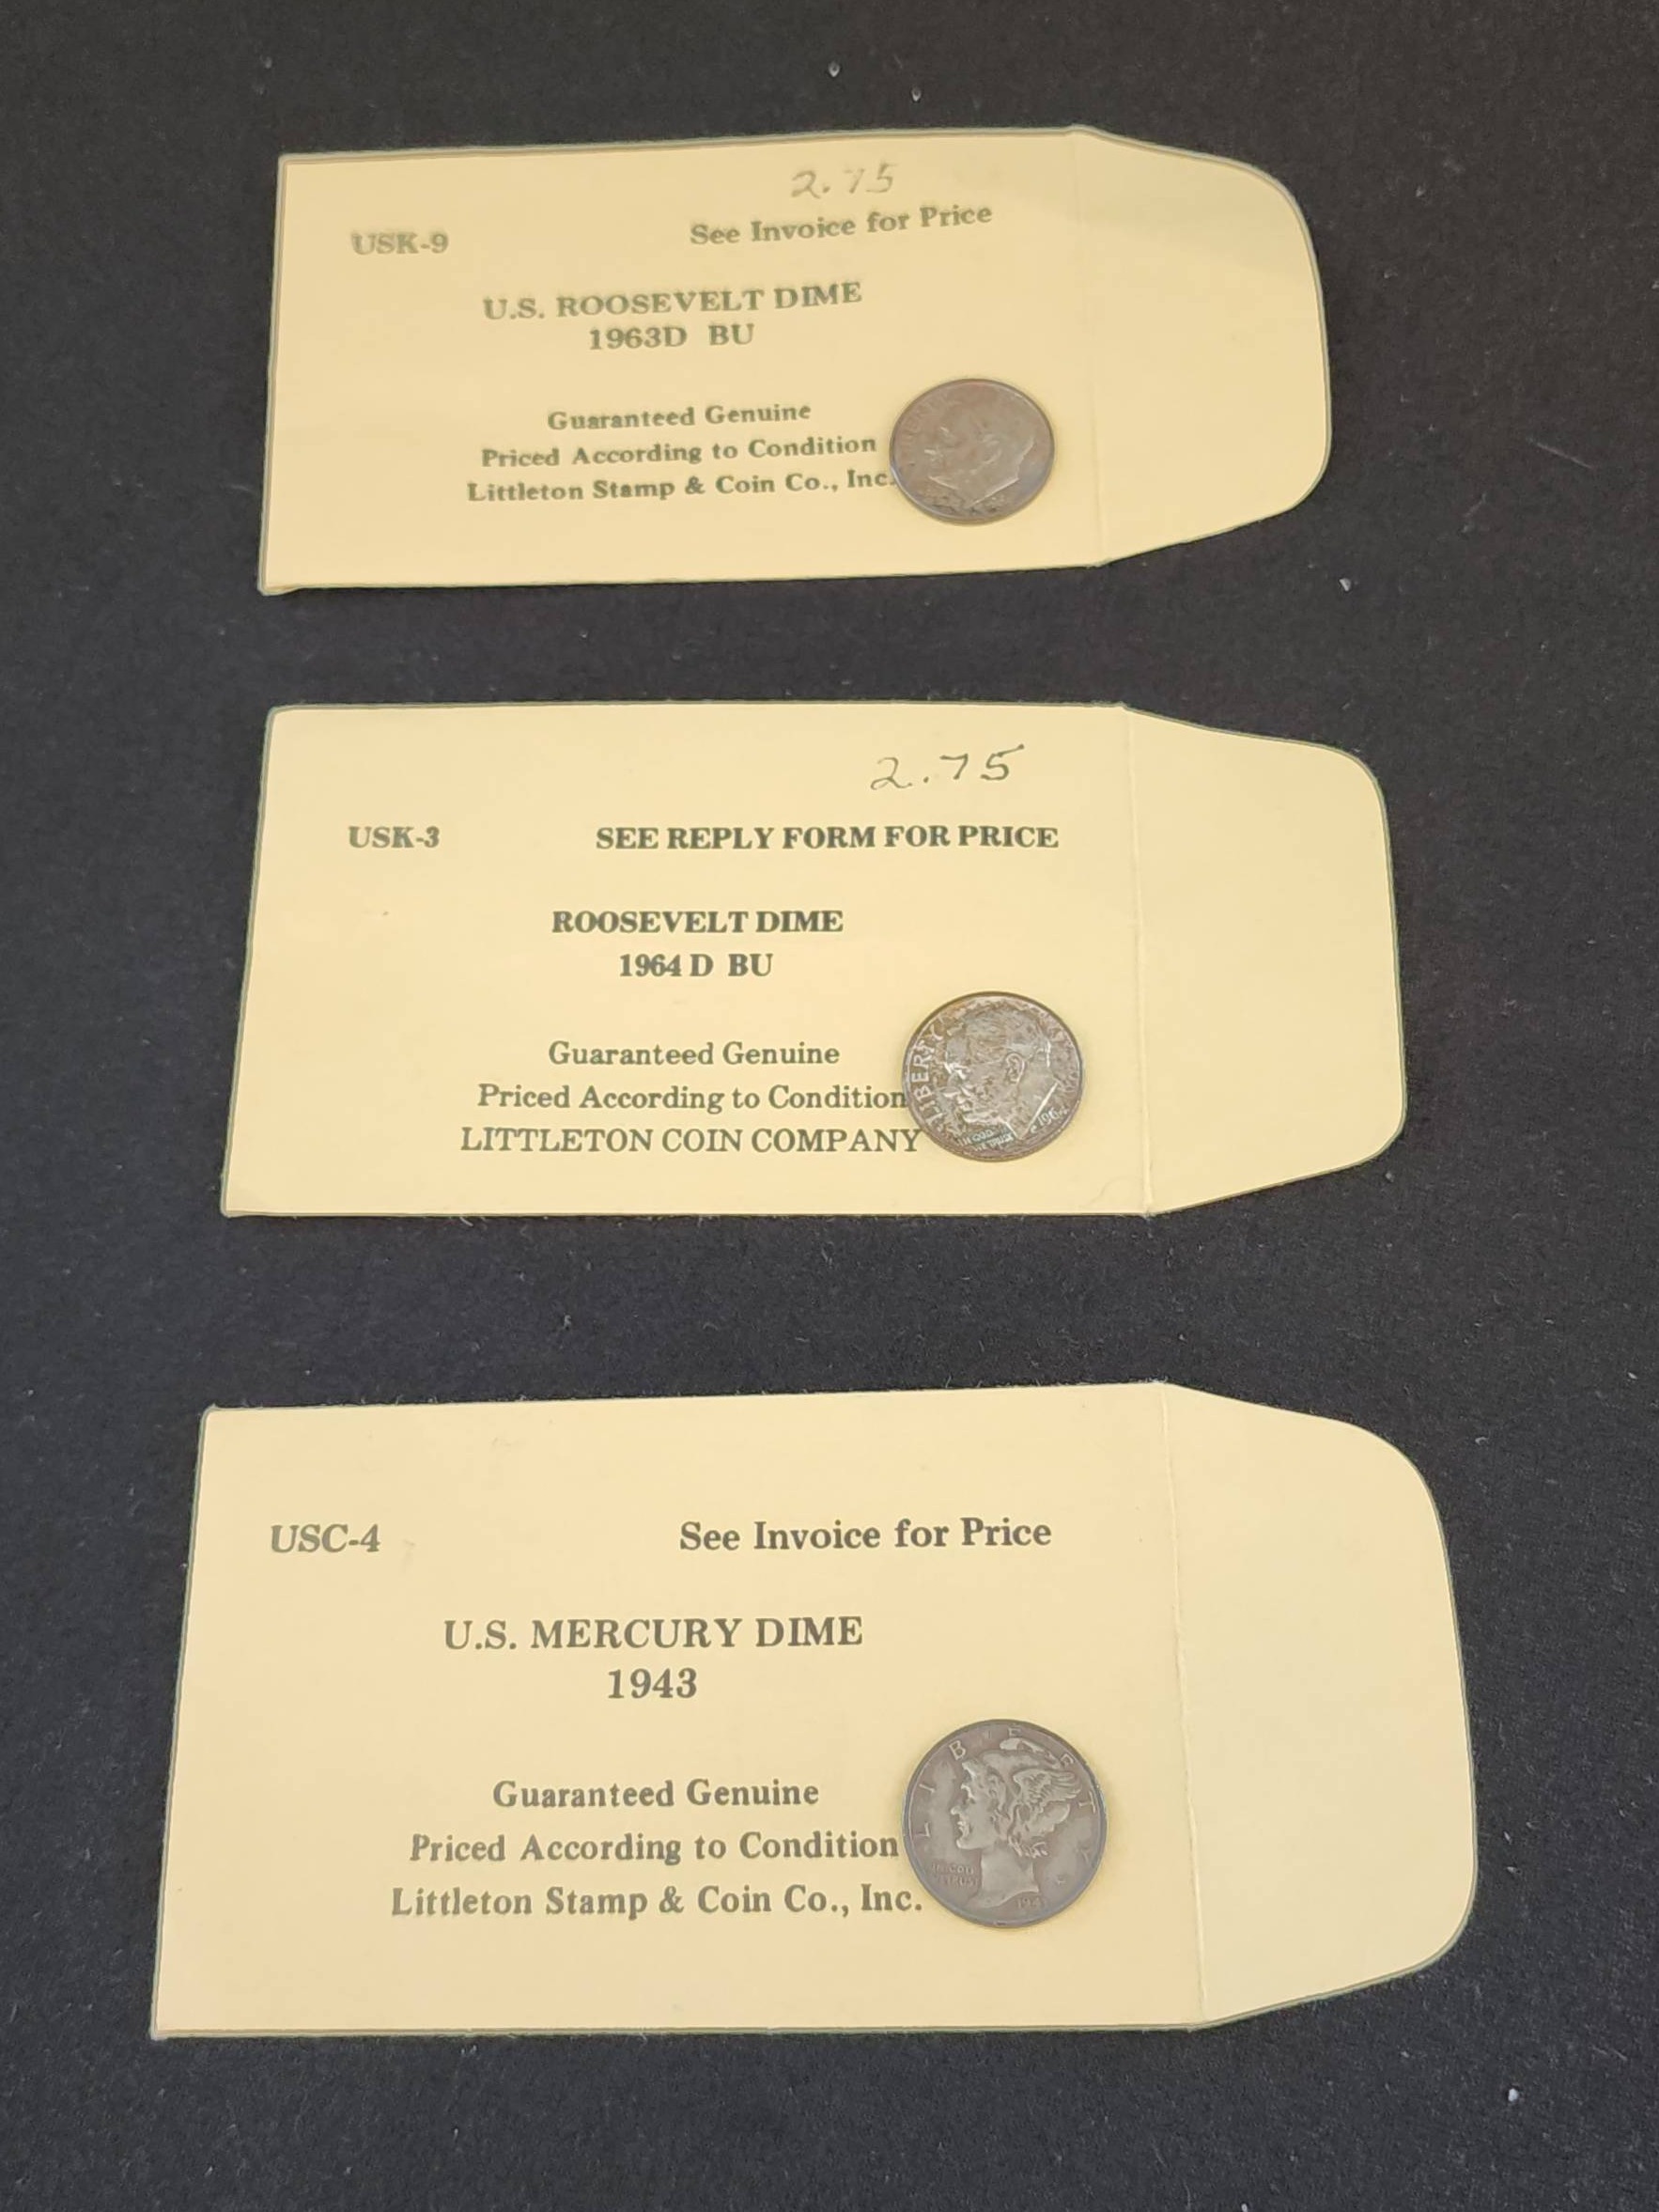 2.75
USK-9 See Invoice for Price
U.S. ROOSEVELT DIME
1963D BU
Guaranteed Genuine
Priced According to Condition
Littleton Stamp & Coin Co., Inc.
2.75
USK-3 SEE REPLY FORM FOR PRICE
ROOSEVELT DIME
1964 D BU
Guaranteed Genuine
Priced According to Condition
LITTLETON COIN COMPANY
LIBERTY
USC-4 See Invoice for Price
U.S. MERCURY DIME
1943
Guaranteed Genuine
Priced According to Condition
Littleton Stamp & Coin Co., Inc.
LIBERTY